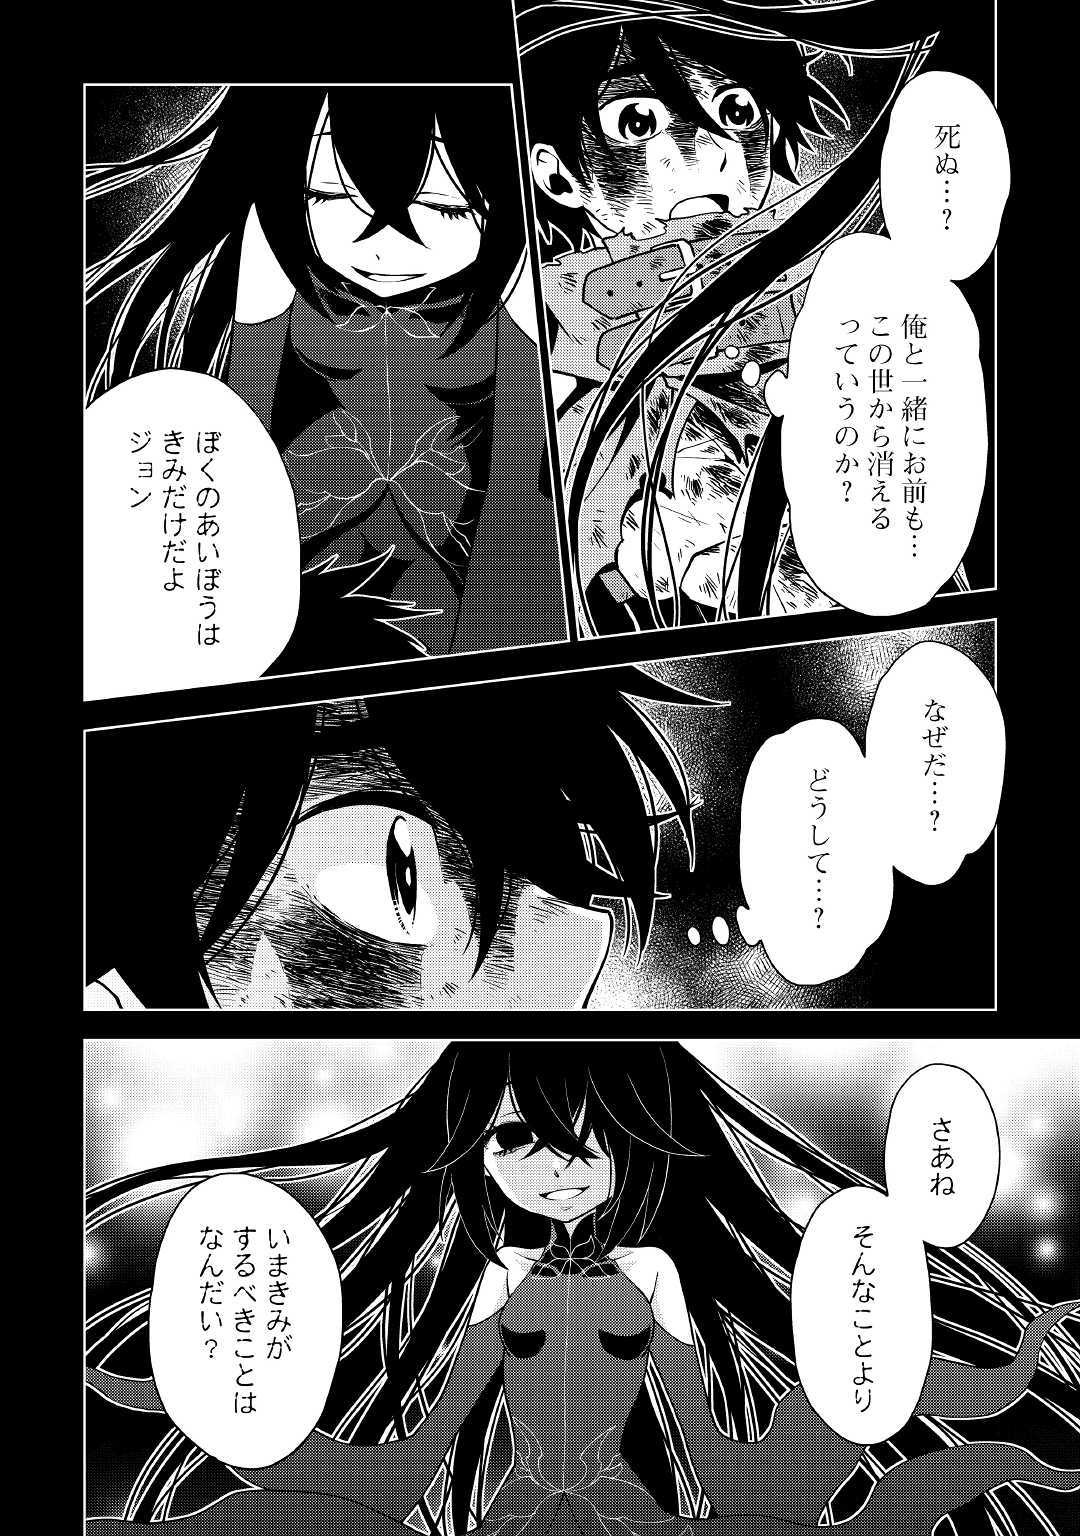 死ぬ…？
俺と一緒にお前も…
この世から消える
っていうのか？
ぼくのあいぼうは
きみだけだよ
ジョン
なぜだ…？
どうして…？
さあね
そんなことより
いまきみが
するべきことは
なんだい？